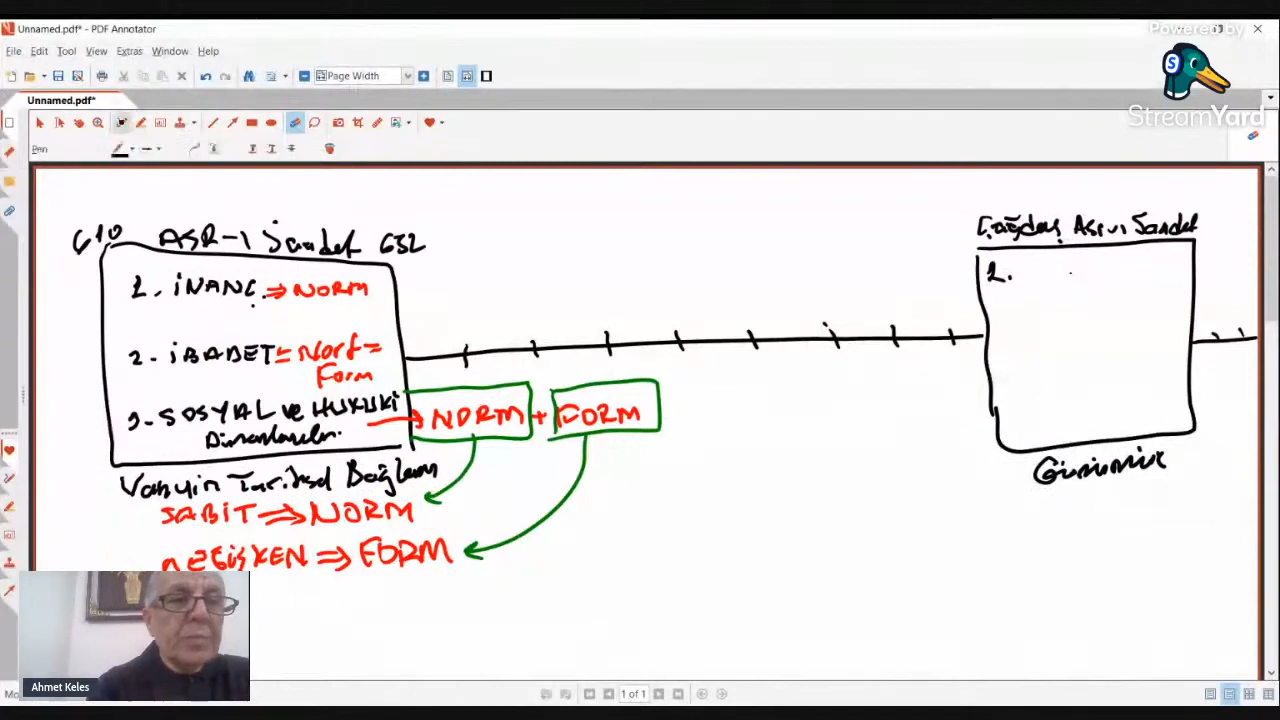 Unnamed.pdf* - PDF Annotator
Powered by
File Edit Tool View Extras Window Help
Page Width
StreamYard
Unnamed.pdf*
Pen
610 ASR-I SAADET 632
1. İNANÇ ⇒ NORM
2. İBADET = Norm =
Form
3. SOSYAL ve HUKUKİ → NORM + FORM
Vahyin Tarihsel Bağlamı
SABİT ⇒ NORM
DEĞİŞKEN ⇒ FORM
Çağdaş Asrı Saadet
1.
Günümüz
Ahmet Keles
1 of 1